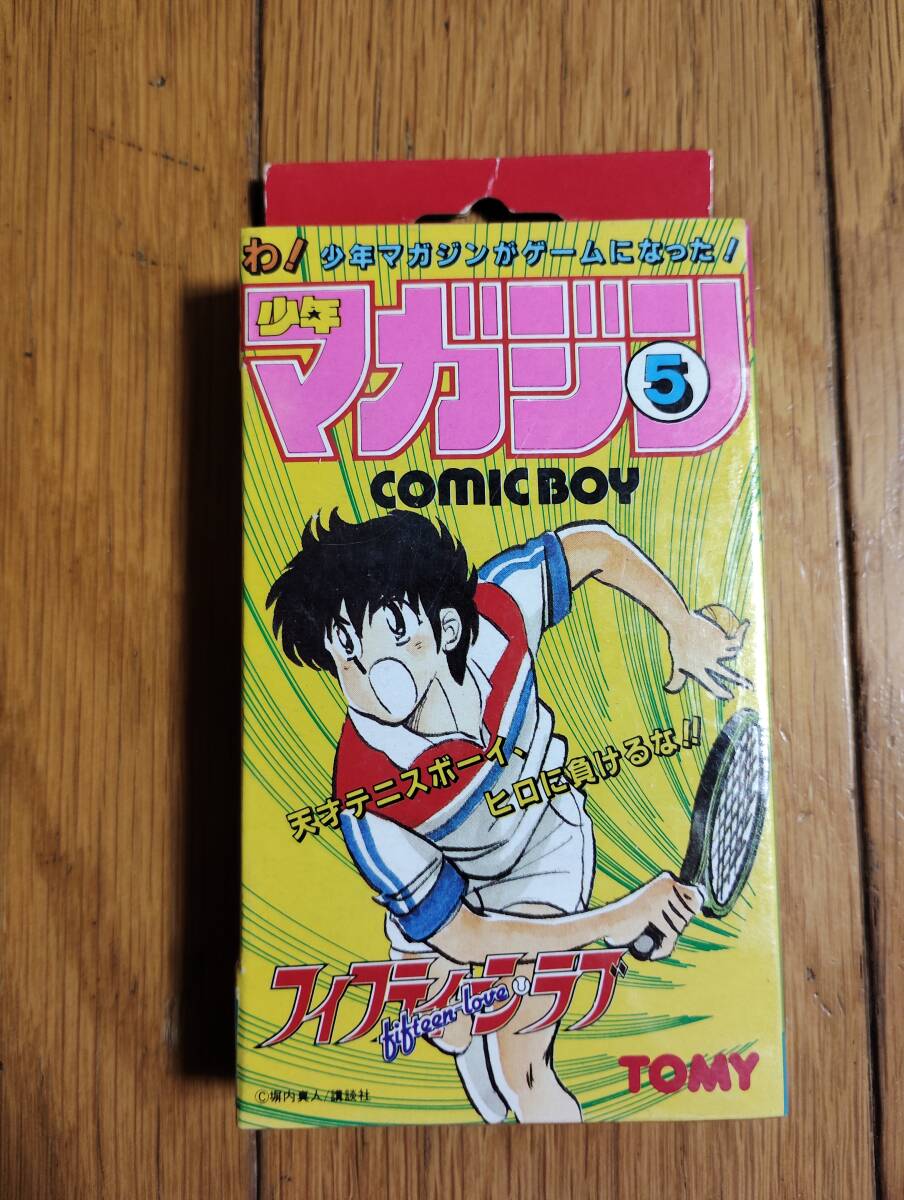 わ! 少年マガジンがゲームになった!
少年
マガジン
5
COMIC BOY
天才テニスボーイ、
ヒロに負けるな!!
フィフティーン・ラブ
fifteen love
TOMY
©塀内真人/講談社